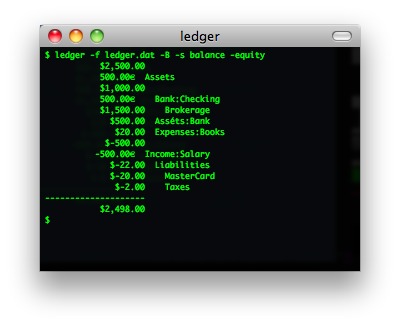 ledger
$ ledger -f ledger.dat -B -s balance -equity
$2,500.00
500.00€ Assets
$1,000.00
500.00€ Bank:Checking
$1,500.00 Brokerage
$500.00 Asséts:Bank
$20.00 Expenses:Books
$-500.00
-500.00€ Income:Salary
$-22.00 Liabilities
$-20.00 MasterCard
$-2.00 Taxes
--------------------
$2,498.00
$